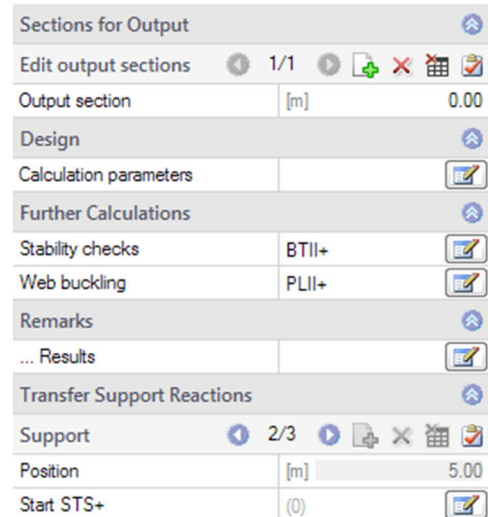 Sections for Output
Edit output sections 1/1
Output section [m] 0.00
Design
Calculation parameters
Further Calculations
Stability checks BTII+
Web buckling PLII+
Remarks
... Results
Transfer Support Reactions
Support 2/3
Position [m] 5.00
Start STS+ (0)